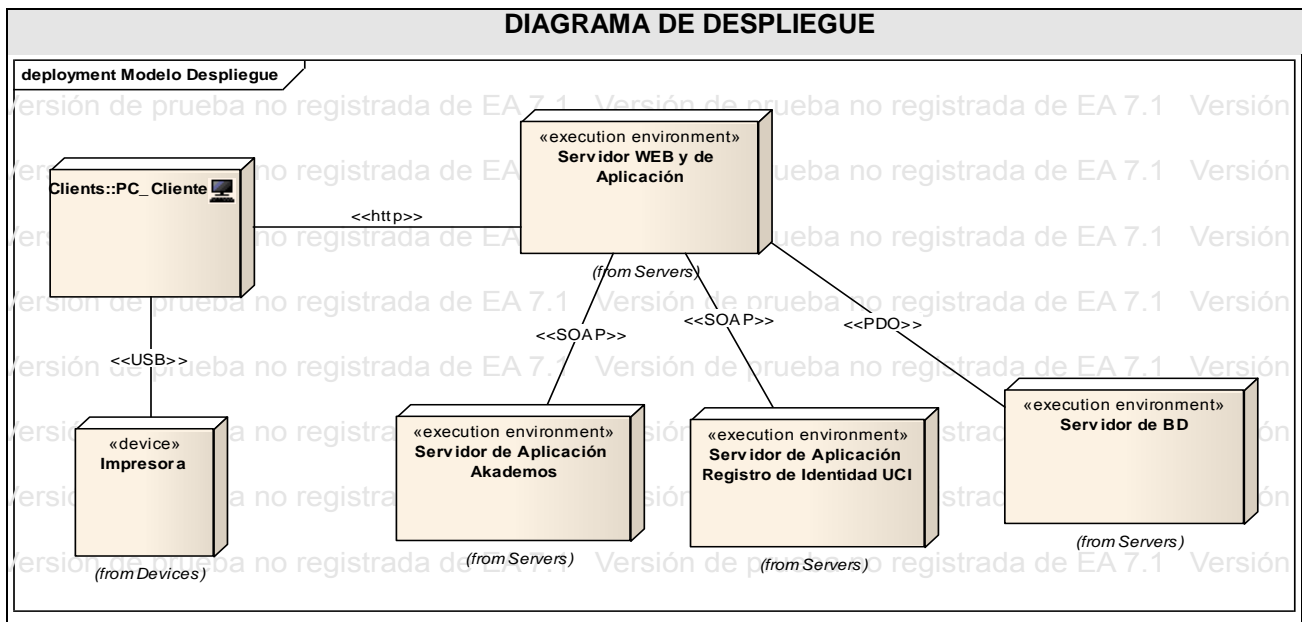 DIAGRAMA DE DESPLIEGUE
deployment Modelo Despliegue
Versión de prueba no registrada de EA 7.1 Versión de prueba no registrada de EA 7.1 Versión
«execution environment»
Servidor WEB y de
Aplicación
(from Servers)
Clients::PC_Cliente
<<http>>
<<SOAP>>
<<SOAP>>
<<PDO>>
<<USB>>
«device»
Impresora
(from Devices)
«execution environment»
Servidor de Aplicación
Akademos
(from Servers)
«execution environment»
Servidor de Aplicación
Registro de Identidad UCI
(from Servers)
«execution environment»
Servidor de BD
(from Servers)